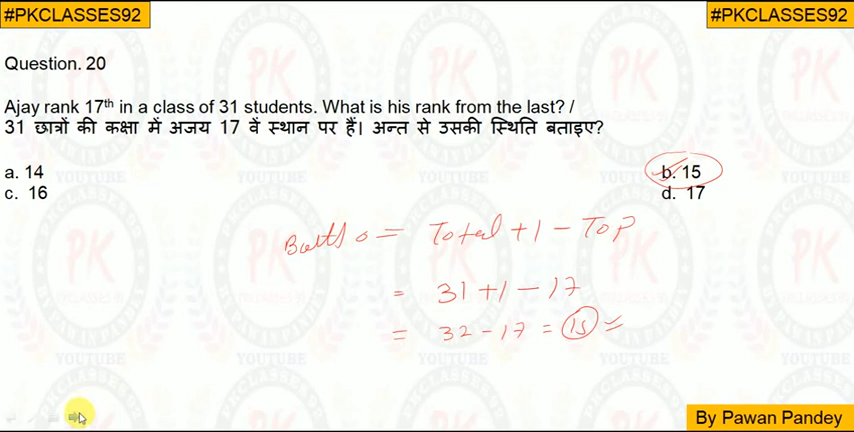 #PKCLASSES92
#PKCLASSES92
Question. 20
Ajay rank 17th in a class of 31 students. What is his rank from the last? /
31 छात्रों की कक्षा में अजय 17 वें स्थान पर हैं। अन्त से उसकी स्थिति बताइए?
a. 14
b. 15
c. 16
d. 17
= Total + 1 - Top
= 31 + 1 - 17
= 32 - 17 = 15
By Pawan Pandey